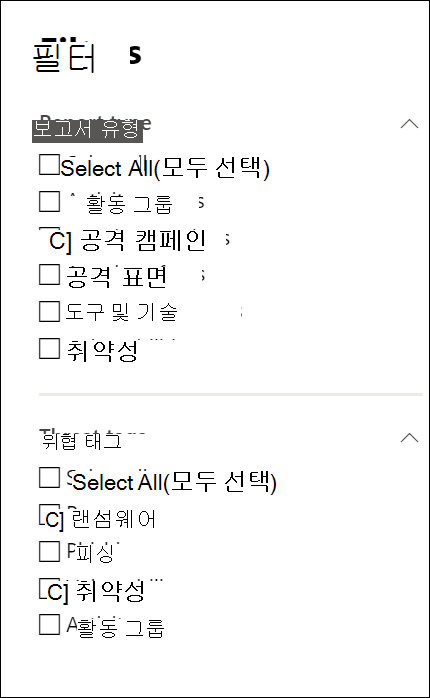 필터 s
보고서 유형
Select All(모두 선택)
활동 그룹 s
C] 공격 캠페인 s
공격 표면 s
도구 및 기술 s
취약성
위협 태그
Select All(모두 선택)
C] 랜섬웨어
피싱
C] 취약성
활동 그룹